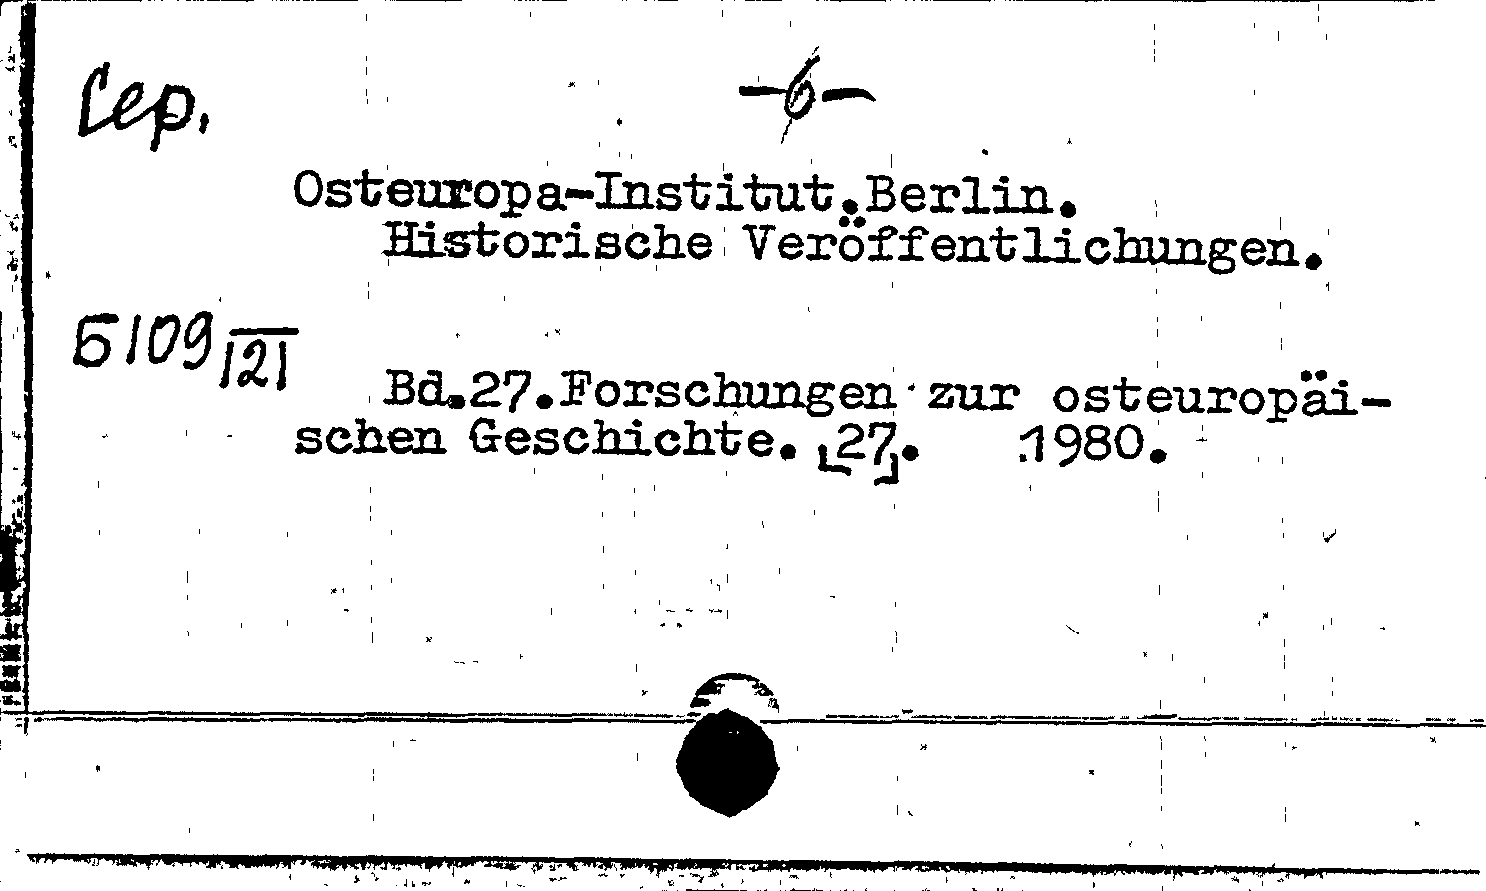 Сер.
-6-
Osteuropa-Institut.Berlin.
Historische Veröffentlichungen.
Б109/121
Bd.27.Forschungen zur osteuropäi-
schen Geschichte. [27]. 1980.